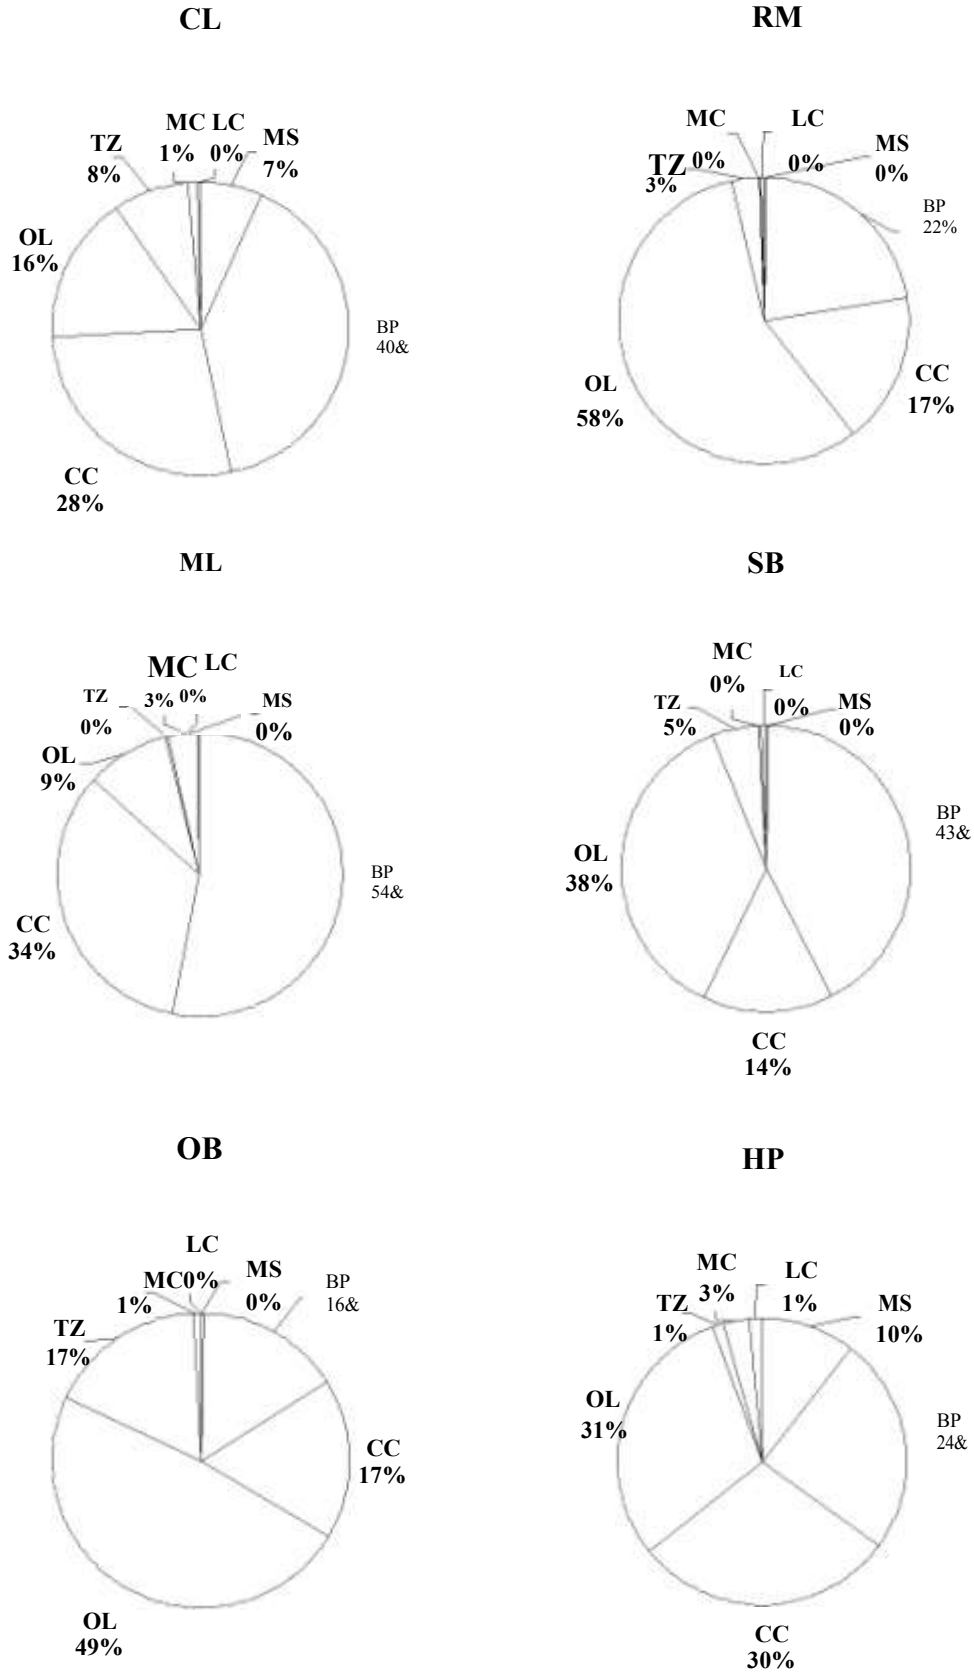 CL
MC LC
TZ
1% 0%
MS
8%
7%
OL
16%
BP
40&
CC
28%
RM
MC
LC
TZ 0%
0%
MS
3%
0%
BP
22%
OL
58%
CC
17%
ML
MC LC
TZ
3% 0%
MS
0%
0%
OL
9%
BP
54&
CC
34%
SB
MC
LC
0%
0%
TZ
MS
5%
0%
BP
43&
OL
38%
CC
14%
OB
LC
MC0%
MS
1%
0%
BP
16&
TZ
17%
CC
17%
OL
49%
HP
MC
LC
3%
1%
TZ
MS
1%
10%
OL
31%
BP
24&
CC
30%